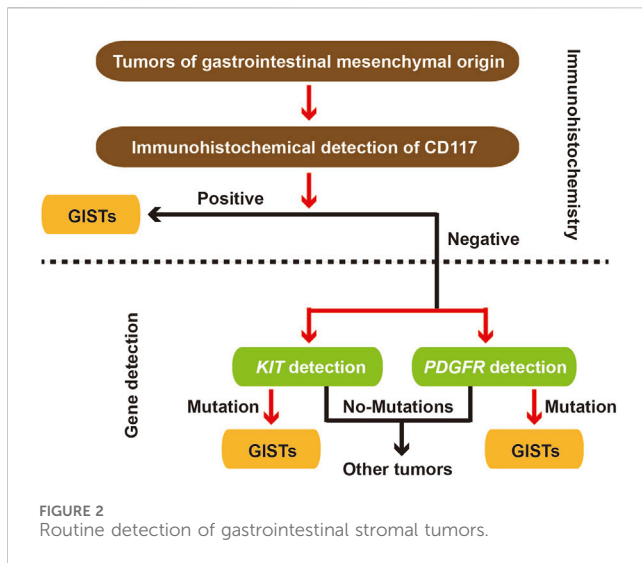 Tumors of gastrointestinal mesenchymal origin
Immunohistochemistry
Immunohistochemical detection of CD117
Positive
GISTs
Negative
Gene detection
KIT detection
PDGFR detection
Mutation
No-Mutations
Mutation
GISTs
GISTs
Other tumors
FIGURE 2
Routine detection of gastrointestinal stromal tumors.